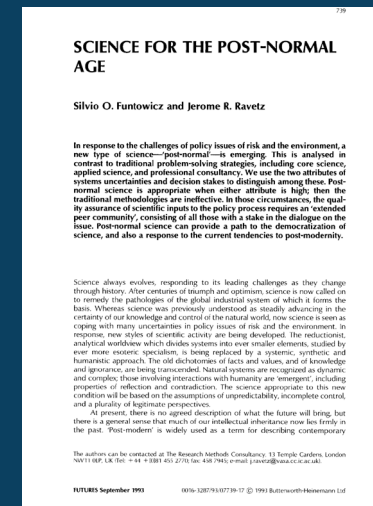 739
SCIENCE FOR THE POST-NORMAL
AGE
Silvio O. Funtowicz and Jerome R. Ravetz
In response to the challenges of policy issues of risk and the environment, a
new type of science—'post-normal'—is emerging. This is analysed in
contrast to traditional problem-solving strategies, including core science,
applied science, and professional consultancy. We use the two attributes of
systems uncertainties and decision stakes to distinguish among these. Post-
normal science is appropriate when either attribute is high; then the
traditional methodologies are ineffective. In those circumstances, the qual-
ity assurance of scientific inputs to the policy process requires an 'extended
peer community', consisting of all those with a stake in the dialogue on the
issue. Post-normal science can provide a path to the democratization of
science, and also a response to the current tendencies to post-modernity.
Science always evolves, responding to its leading challenges as they change
through history. After centuries of triumph and optimism, science is now called on
to remedy the pathologies of the global industrial system of which it forms the
basis. Whereas science was previously understood as steadily advancing in the
certainty of our knowledge and control of the natural world, now science is seen as
coping with many uncertainties in policy issues of risk and the environment. In
response, new styles of scientific activity are being developed. The reductionist,
analytical worldview which divides systems into ever smaller elements, studied by
ever more esoteric specialism, is being replaced by a systemic, synthetic and
humanistic approach. The old dichotomies of facts and values, and of knowledge
and ignorance, are being transcended. Natural systems are recognized as dynamic
and complex; those involving interactions with humanity are 'emergent', including
properties of reflection and contradiction. The science appropriate to this new
condition will be based on the assumptions of unpredictability, incomplete control,
and a plurality of legitimate perspectives.
At present, there is no agreed description of what the future will bring, but
there is a general sense that much of our intellectual inheritance now lies firmly in
the past. 'Post-modern' is widely used as a term for describing contemporary
The authors can be contacted at The Research Methods Consultancy, 13 Temple Gardens, London
NW11 0LP, UK (Tel:
FUTURES September 1993
0016-3287/93/07739-17 © 1993 Butterworth-Heinemann Ltd